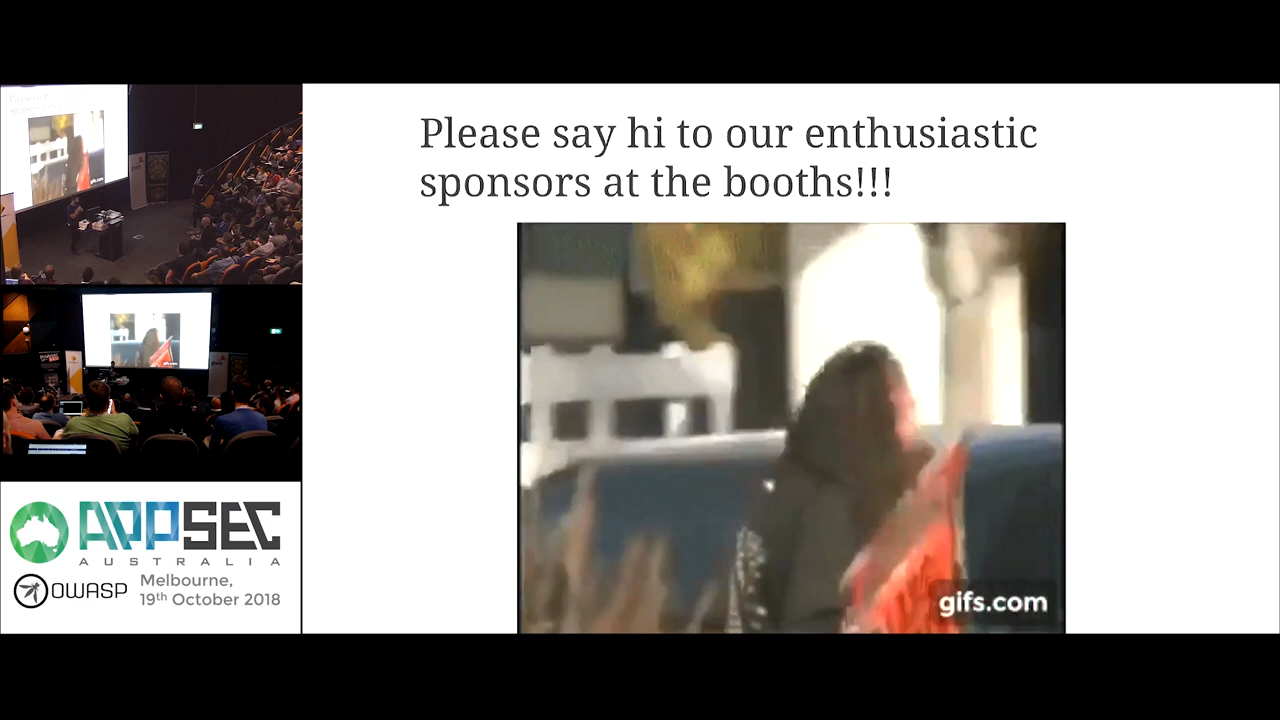 Please say hi to our enthusiastic
sponsors at the booths!!!
gifs.com
APPSEC
AUSTRALIA
OWASP
Melbourne,
19th October 2018